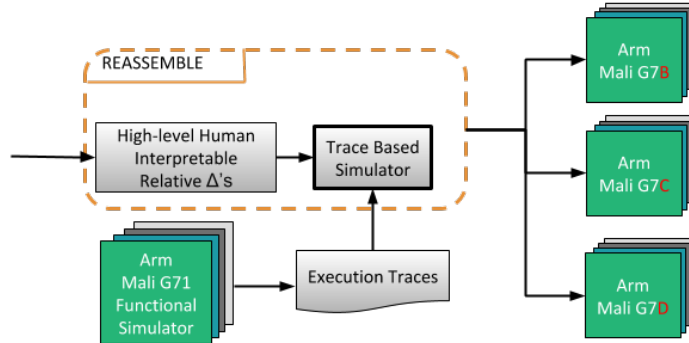 REASSEMBLE
High-level Human
Interpretable
Relative Δ's
Trace Based
Simulator
Arm
Mali G71
Functional
Simulator
Execution Traces
Arm
Mali G7B
Arm
Mali G7C
Arm
Mali G7D